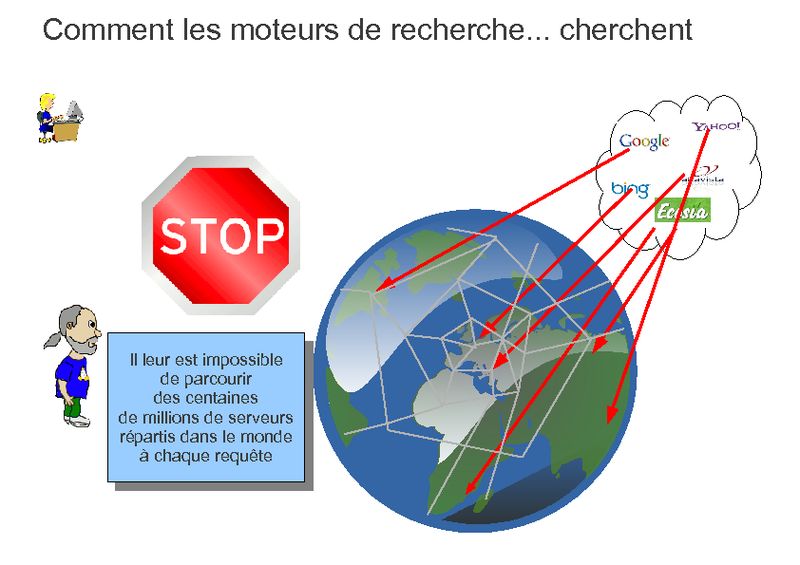 Comment les moteurs de recherche... cherchent
Google
YAHOO!
bing
altavista
Ecosia
STOP
Il leur est impossible
de parcourir
des centaines
de millions de serveurs
répartis dans le monde
à chaque requête